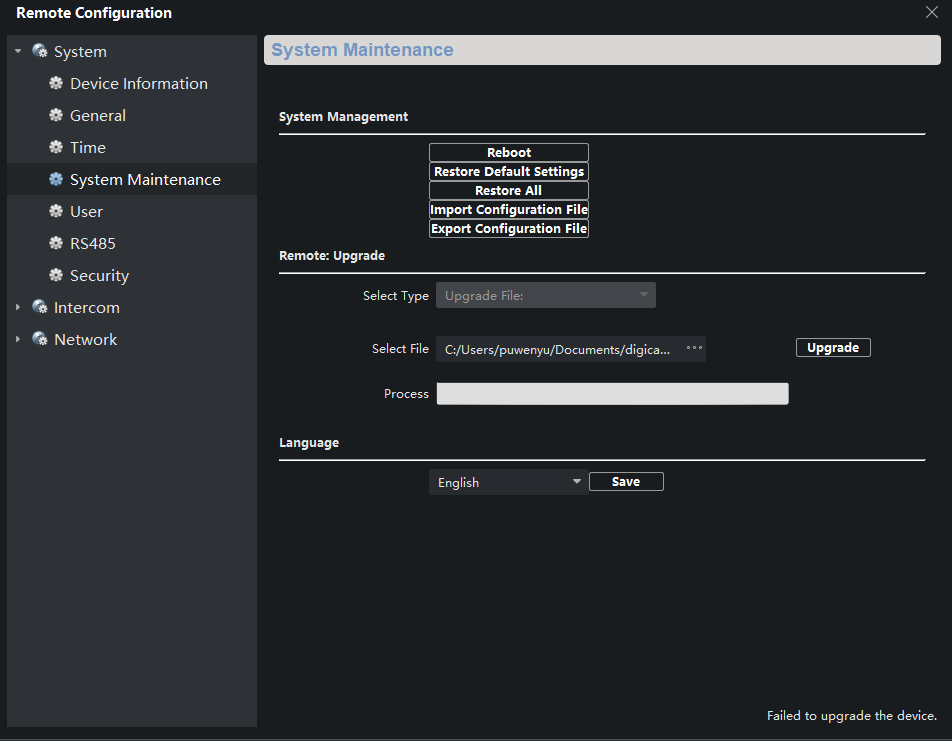 Remote Configuration
System
Device Information
General
Time
System Maintenance
User
RS485
Security
Intercom
Network
System Maintenance
System Management
Reboot
Restore Default Settings
Restore All
Import Configuration File
Export Configuration File
Remote: Upgrade
Select Type Upgrade File:
Select File C:/Users/puwenyu/Documents/digica... ... Upgrade
Process
Language
English Save
Failed to upgrade the device.